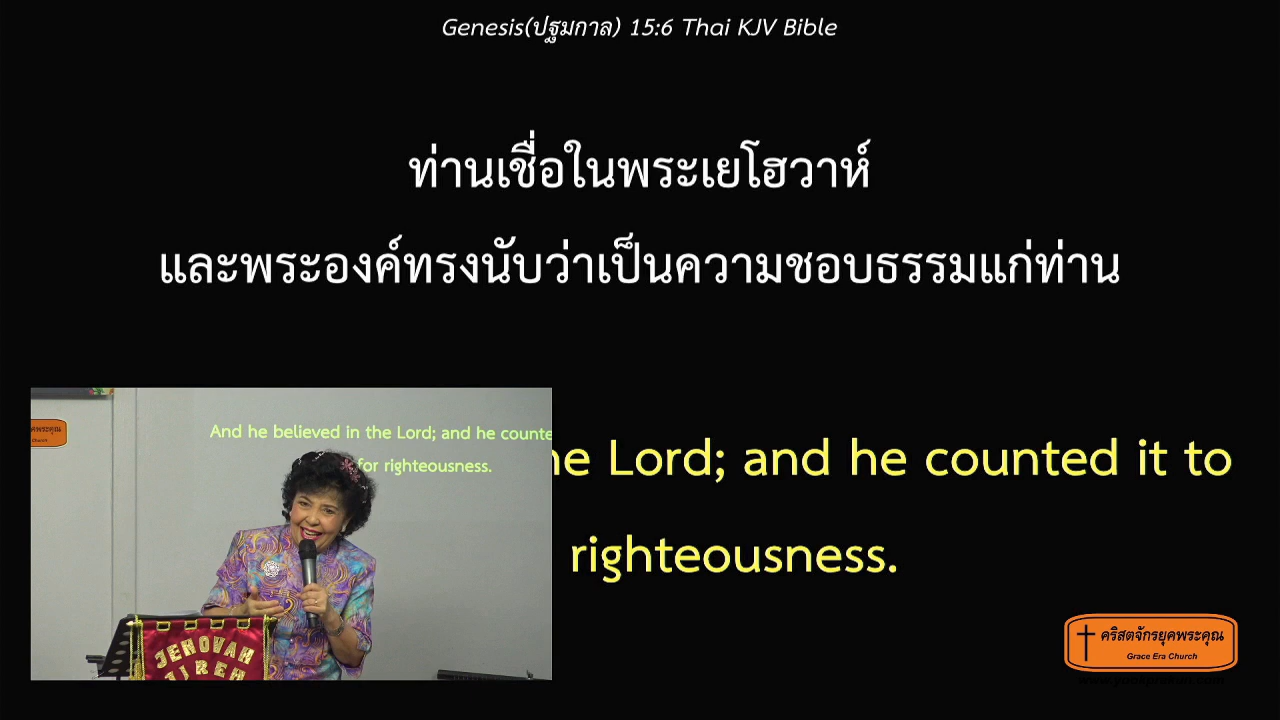 Genesis(ปฐมกาล) 15:6 Thai KJV Bible
ท่านเชื่อในพระเยโฮวาห์
และพระองค์ทรงนับว่าเป็นความชอบธรรมแก่ท่าน
And he believed in the Lord; and he counte
for righteousness.
he Lord; and he counted it to
righteousness.
JEHOVAH
JIREH
คริสตจักรยุคพระคุณ
Grace Era Church